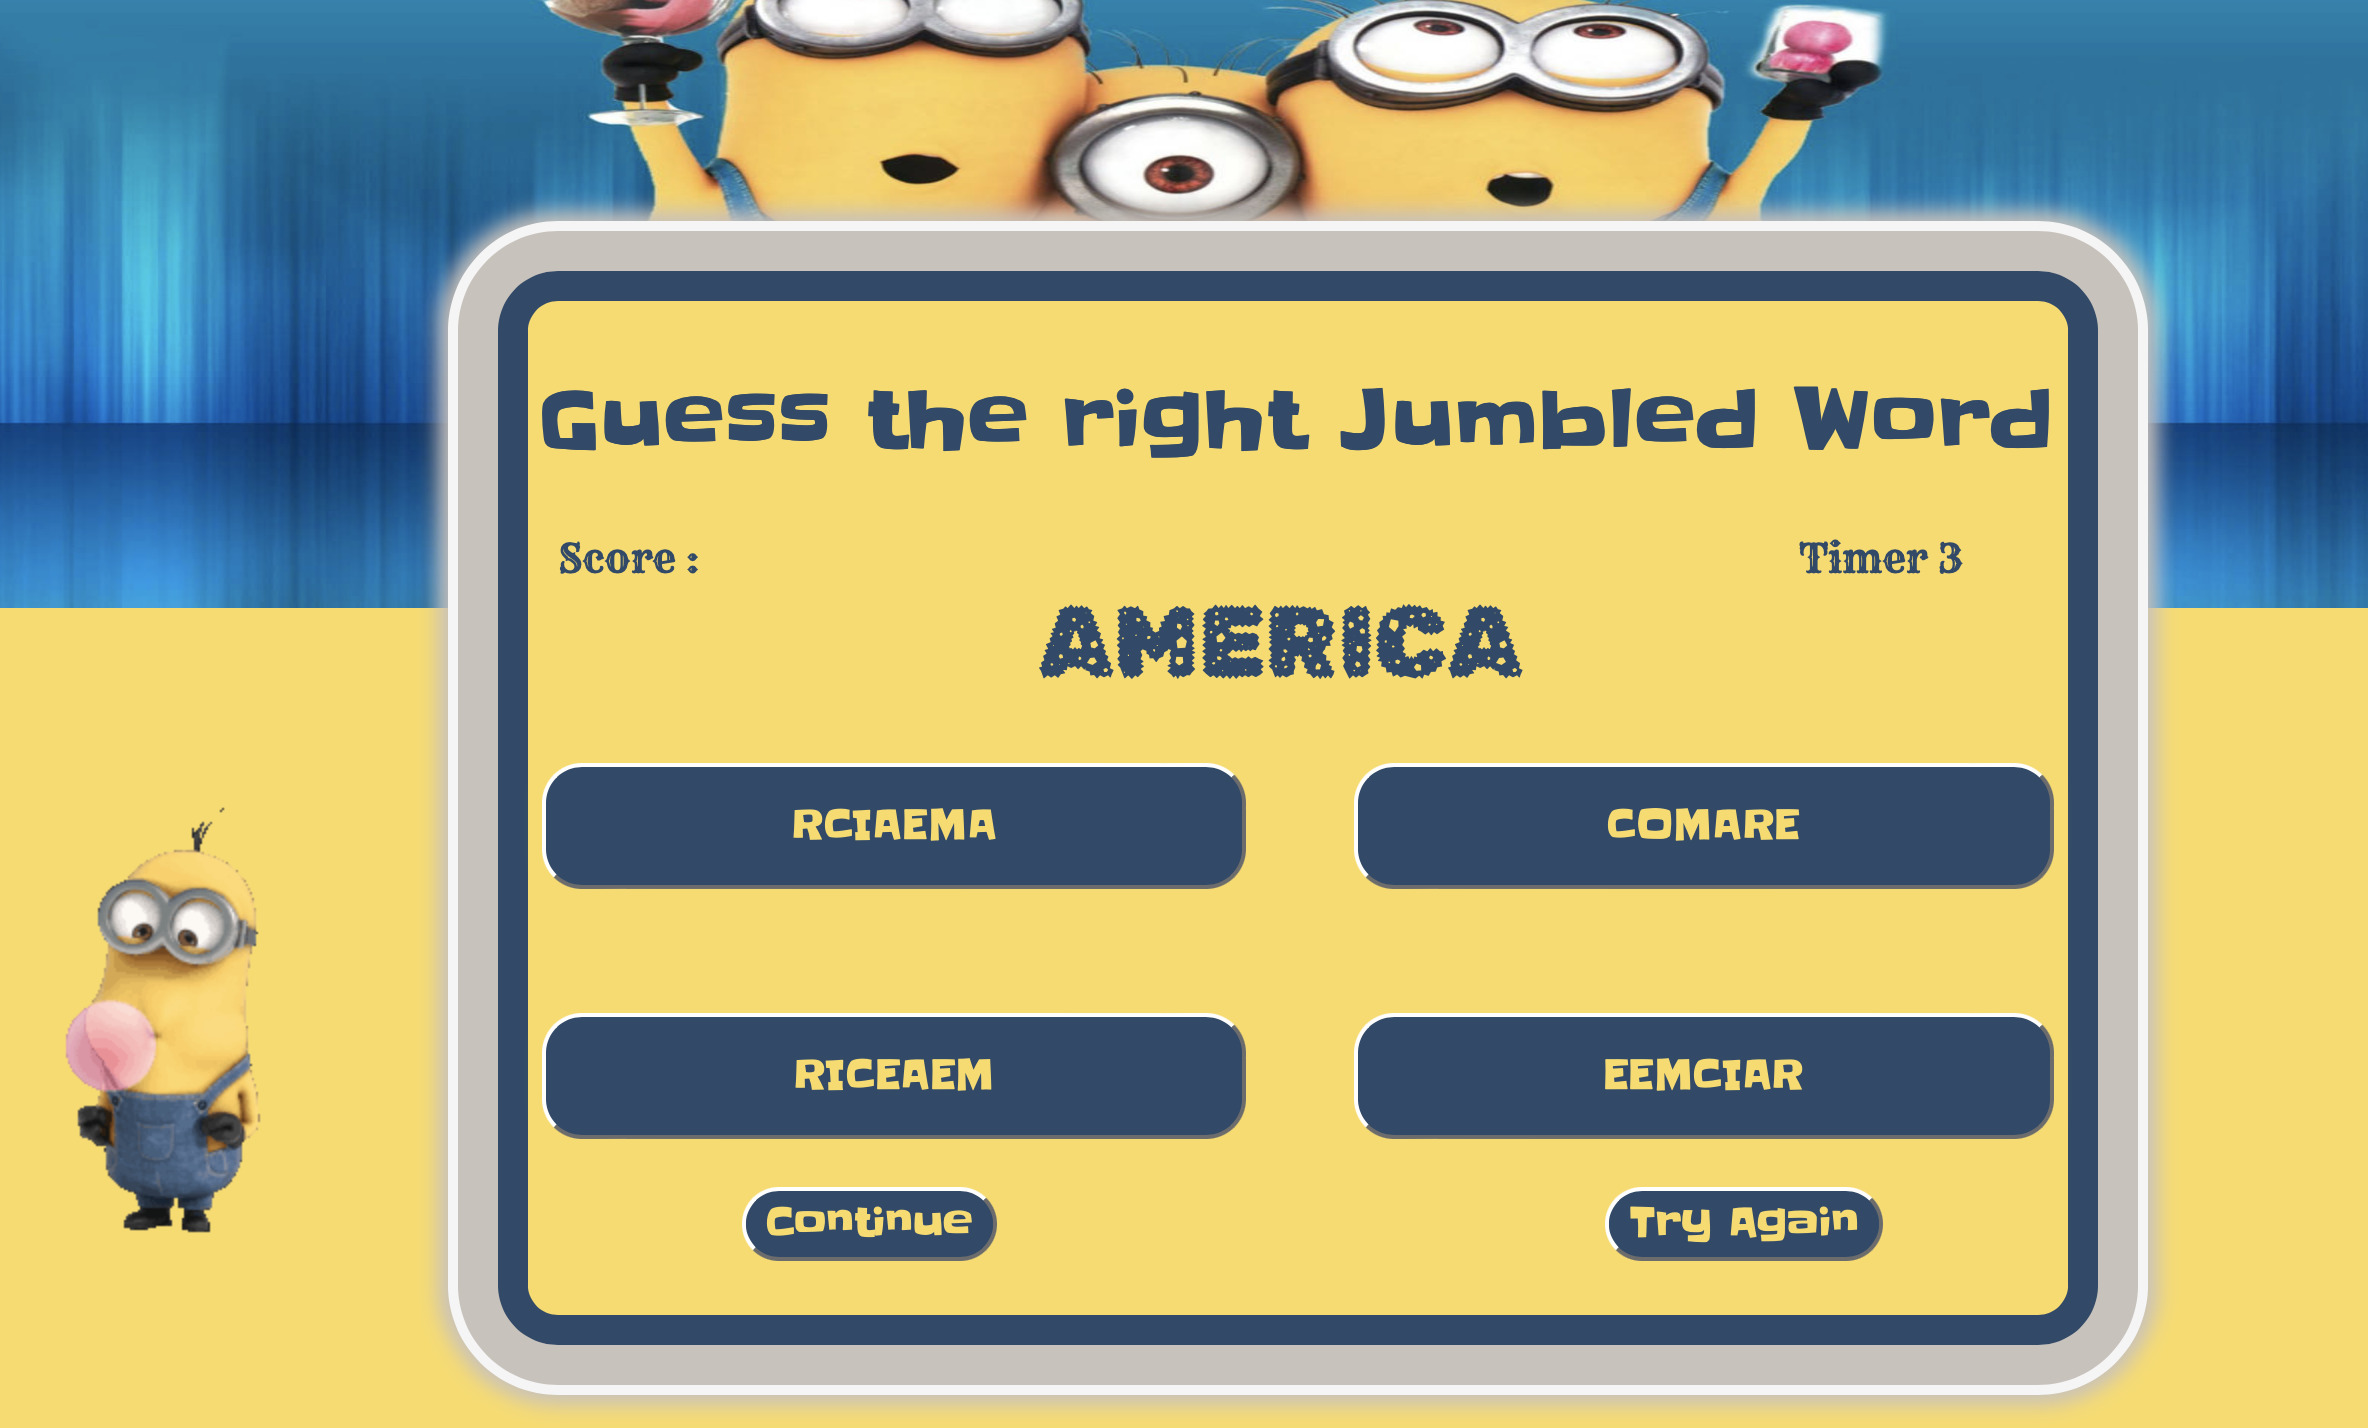 Guess the right Jumbled Word
Score :
Timer 3
AMERICA
RCIAEMA
COMARE
RICEAEM
EEMCIAR
Continue
Try Again